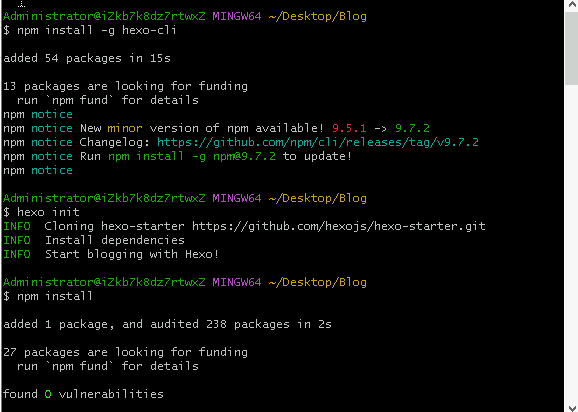 Administrator@iZkb7k8dz7rtwxZ MINGW64 ~/Desktop/Blog
$ npm install -g hexo-cli
added 54 packages in 15s
13 packages are looking for funding
  run `npm fund` for details
npm notice
npm notice New minor version of npm available! 9.5.1 -> 9.7.2
npm notice Changelog: https://github.com/npm/cli/releases/tag/v9.7.2
npm notice Run npm install -g npm@9.7.2 to update!
npm notice
Administrator@iZkb7k8dz7rtwxZ MINGW64 ~/Desktop/Blog
$ hexo init
INFO  Cloning hexo-starter https://github.com/hexojs/hexo-starter.git
INFO  Install dependencies
INFO  Start blogging with Hexo!
Administrator@iZkb7k8dz7rtwxZ MINGW64 ~/Desktop/Blog
$ npm install
added 1 package, and audited 238 packages in 2s
27 packages are looking for funding
  run `npm fund` for details
found 0 vulnerabilities